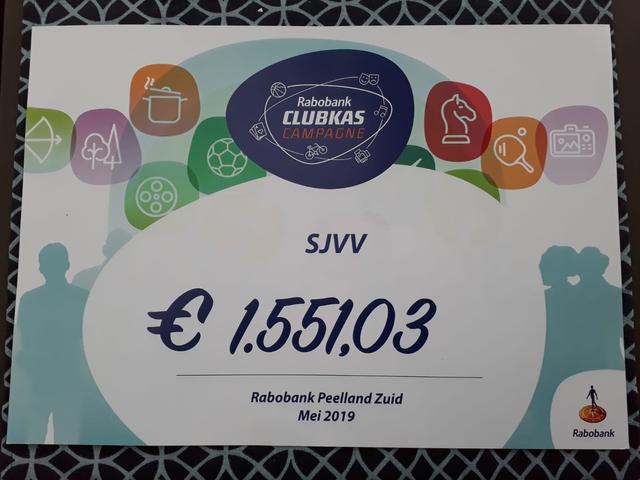 Rabobank
CLUBKAS
CAMPAGNE
SJVV
€ 1.551,03
Rabobank Peelland Zuid
Mei 2019
Rabobank